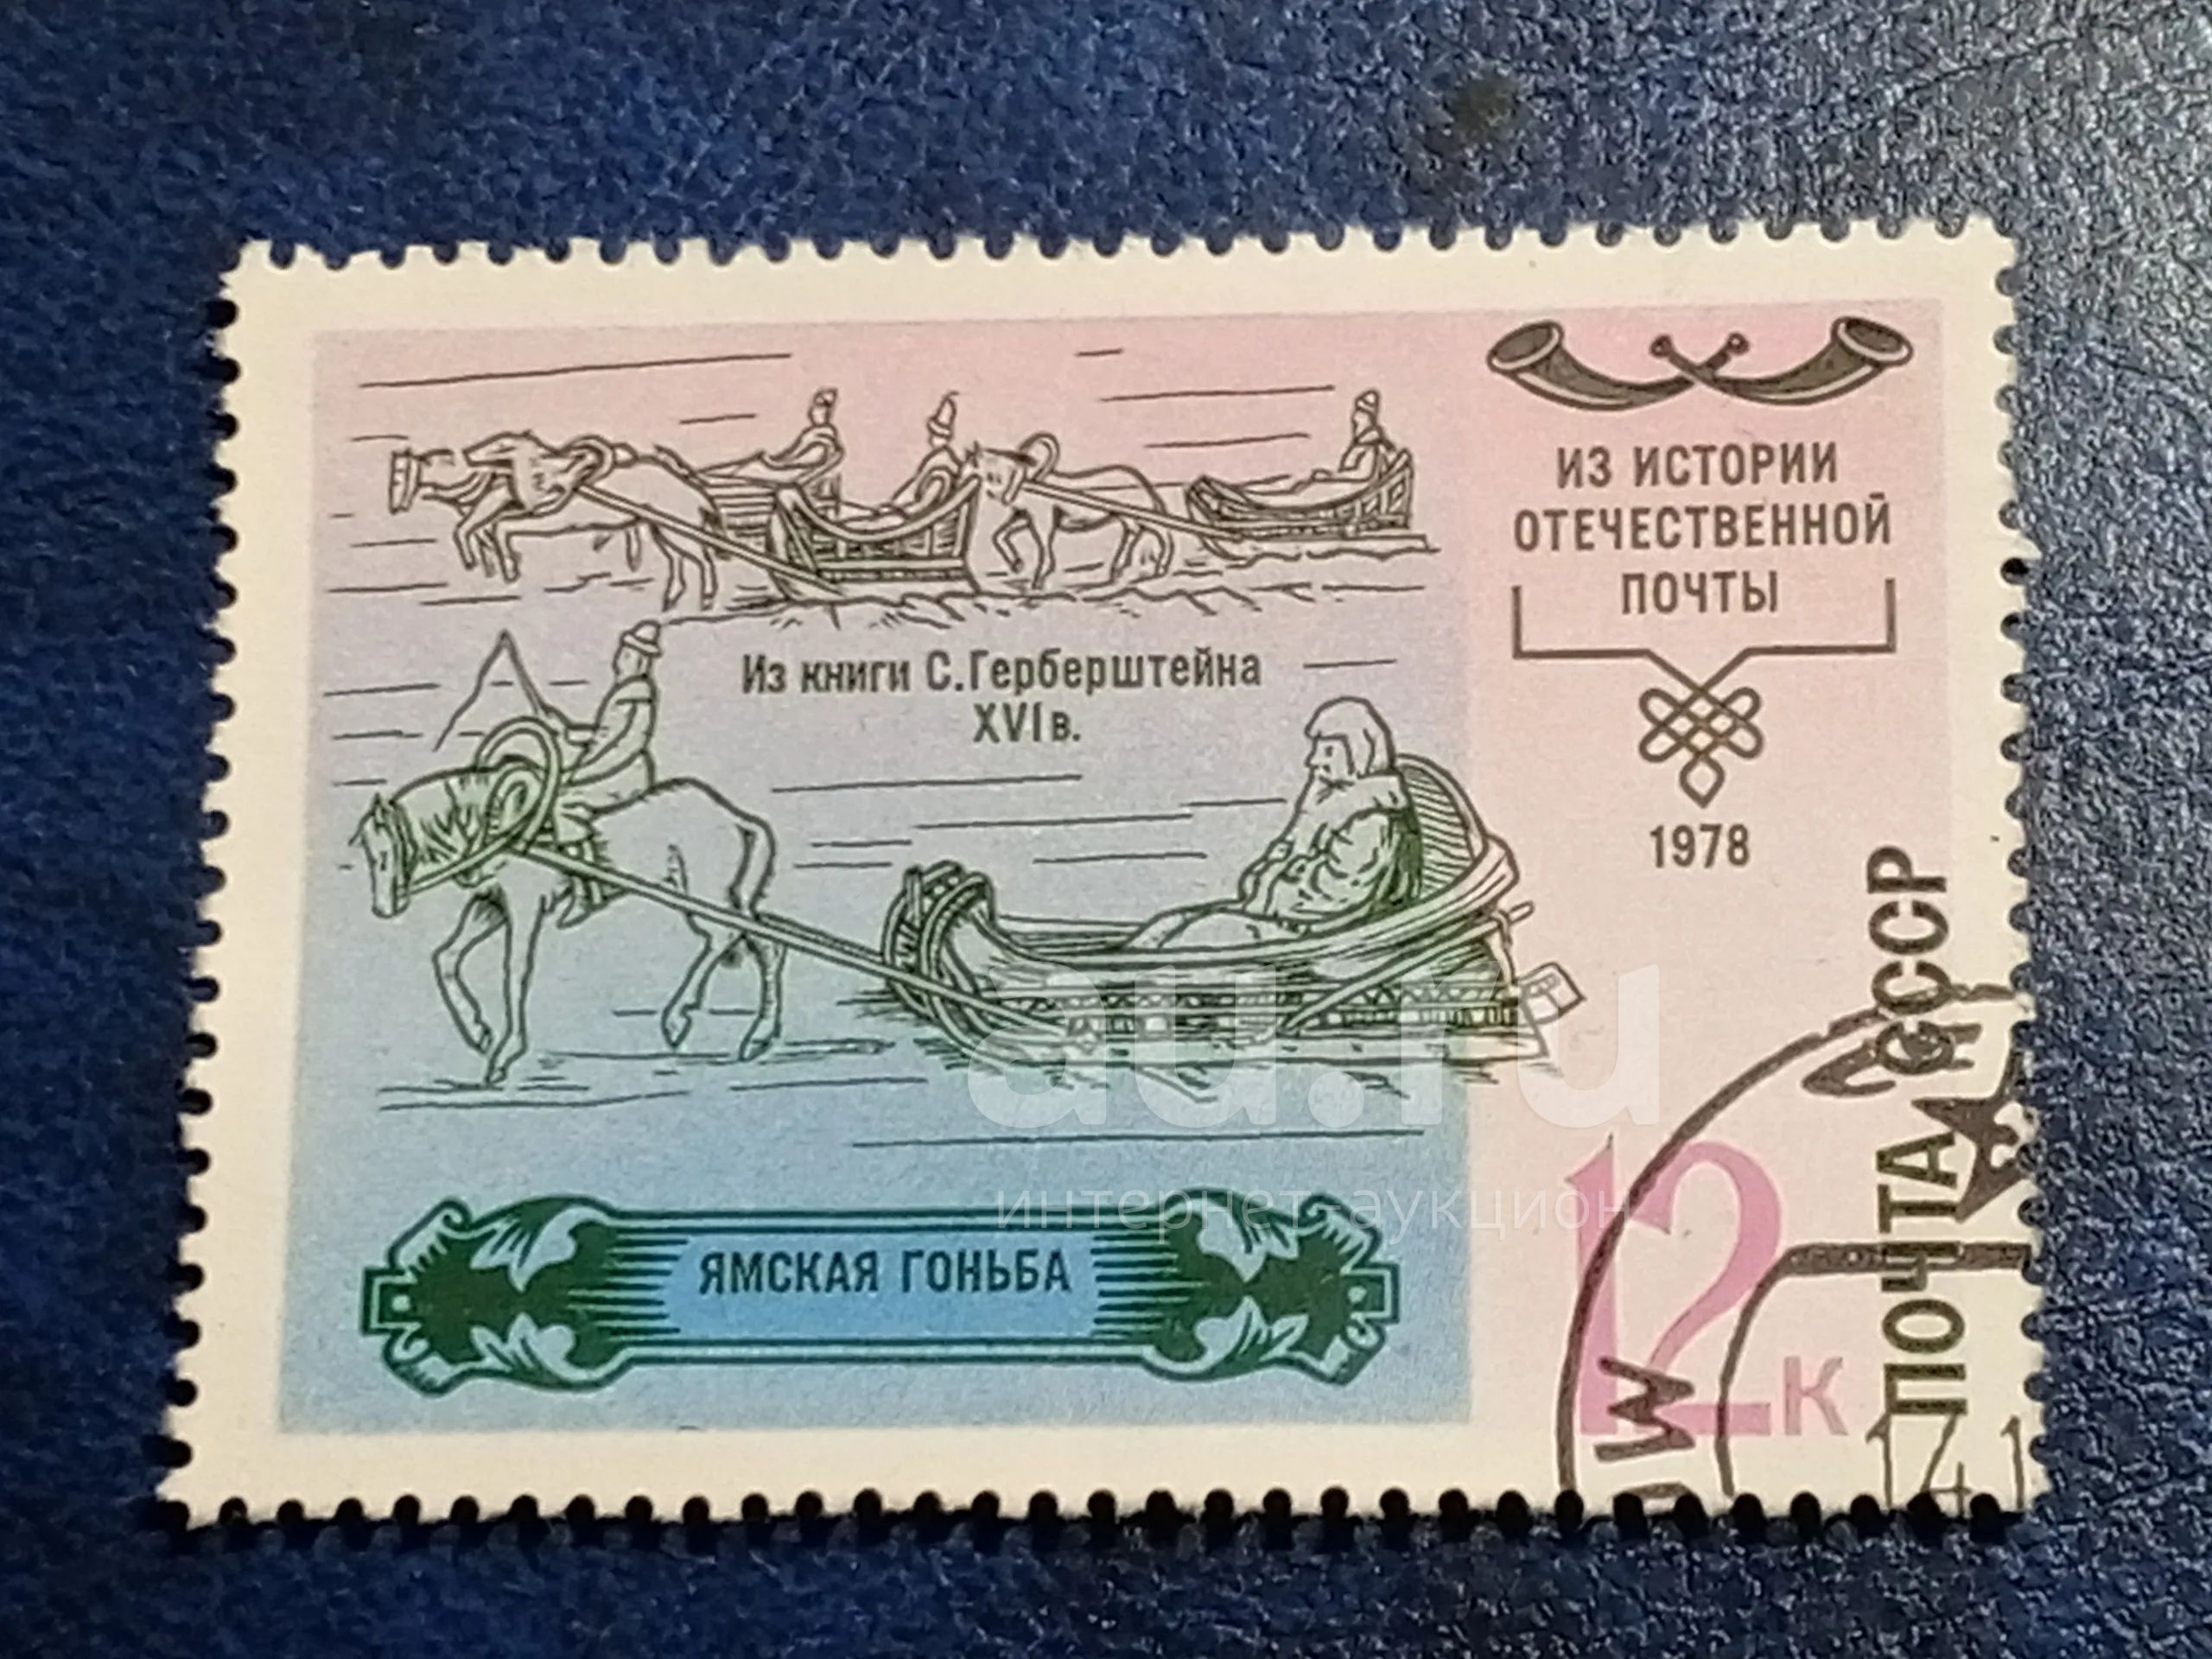 ИЗ ИСТОРИИ
ОТЕЧЕСТВЕННОЙ
ПОЧТЫ
1978
Из книги С.Герберштейна
XVI в.
ЯМСКАЯ ГОНЬБА
12 к
ПОЧТА СССР
au.ru
интернет-аукцион